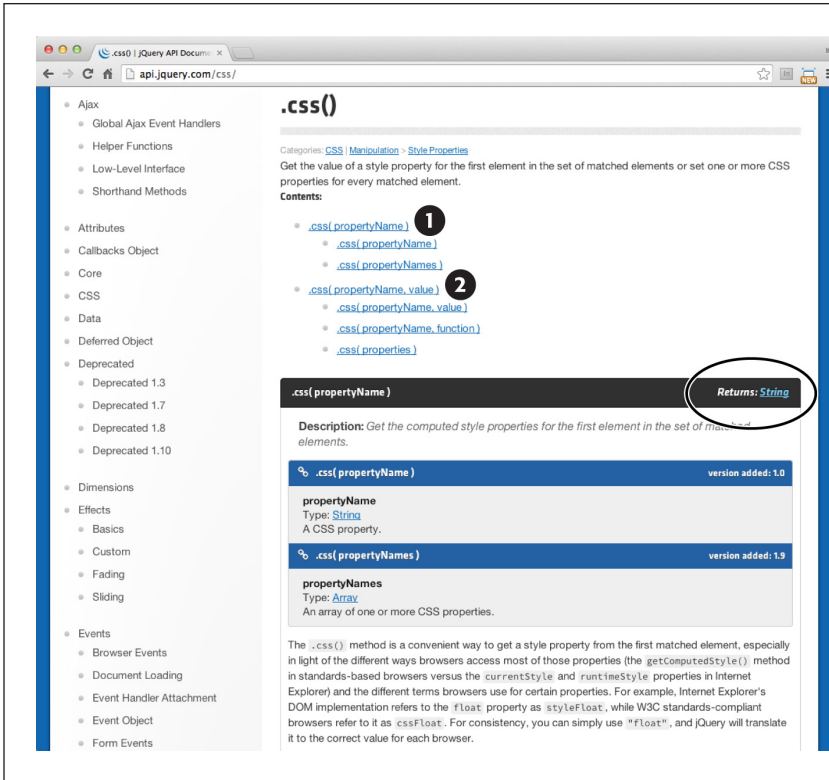 .css() | jQuery API Docume ×
api.jquery.com/css/
NEW
Ajax
Global Ajax Event Handlers
Helper Functions
Low-Level Interface
Shorthand Methods
Attributes
Callbacks Object
Core
CSS
Data
Deferred Object
Deprecated
Deprecated 1.3
Deprecated 1.7
Deprecated 1.8
Deprecated 1.10
Dimensions
Effects
Basics
Custom
Fading
Sliding
Events
Browser Events
Document Loading
Event Handler Attachment
Event Object
Form Events
.css()
Categories: CSS | Manipulation > Style Properties
Get the value of a style property for the first element in the set of matched elements or set one or more CSS
properties for every matched element.
Contents:
.css( propertyName ) 1
.css( propertyName )
.css( propertyNames )
.css( propertyName, value ) 2
.css( propertyName, value )
.css( propertyName, function )
.css( properties )
.css( propertyName ) Returns: String
Description: Get the computed style properties for the first element in the set of matched
elements.
.css( propertyName ) version added: 1.0
propertyName
Type: String
A CSS property.
.css( propertyNames ) version added: 1.9
propertyNames
Type: Array
An array of one or more CSS properties.
The .css() method is a convenient way to get a style property from the first matched element, especially
in light of the different ways browsers access most of those properties (the getComputedStyle() method
in standards-based browsers versus the currentStyle and runtimeStyle properties in Internet
Explorer) and the different terms browsers use for certain properties. For example, Internet Explorer's
DOM implementation refers to the float property as styleFloat, while W3C standards-compliant
browsers refer to it as cssFloat. For consistency, you can simply use "float", and jQuery will translate
it to the correct value for each browser.